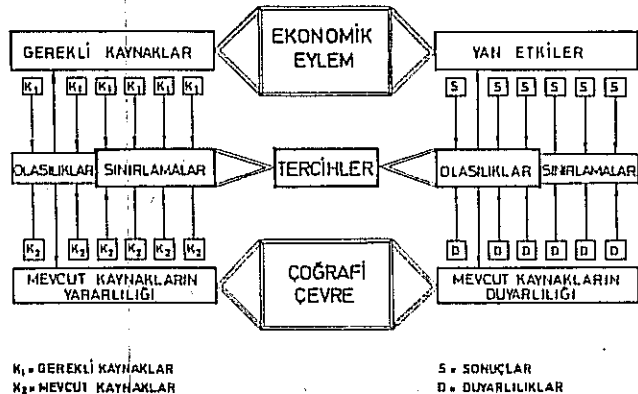 EKONOMİK
EYLEM
GEREKLİ KAYNAKLAR
YAN ETKİLER
K₁ K₁ K₁ K₁ K₁ K₁
S S S S S S
OLASILIKLAR SINIRLAMALAR
TERCİHLER
OLASILIKLAR SINIRLAMALAR
K₂ K₂ K₂ K₂ K₂ K₂
D D D D D D
MEVCUT KAYNAKLARIN
YARARLILIĞI
ÇOĞRAFİ
ÇEVRE
MEVCUT KAYNAKLARIN
DUYARLILIĞI
K₁ = GEREKLİ KAYNAKLAR
K₂ = MEVCUT KAYNAKLAR
S = SONUÇLAR
D = DUYARLILIKLAR